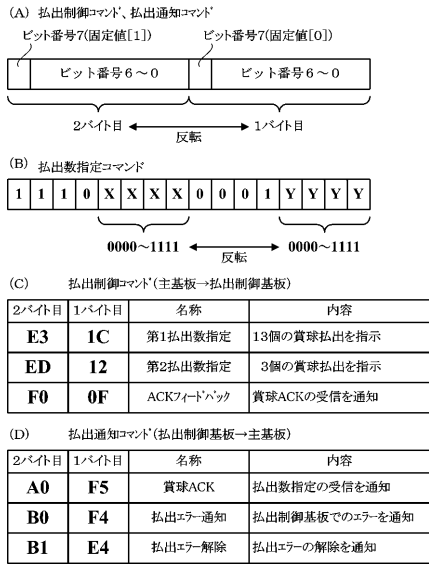 (A) 払出制御コマンド、払出通知コマンド
ビット番号7(固定値[1]) ビット番号7(固定値[0])
ビット番号6～0 ビット番号6～0
2バイト目 1バイト目
反転
(B) 払出数指定コマンド
1 1 1 0 X X X X 0 0 0 1 Y Y Y Y
0000～1111 0000～1111
反転
(C) 払出制御コマンド(主基板→払出制御基板)
2バイト目 1バイト目 名称 内容
E3 1C 第1払出数指定 13個の賞球払出を指示
ED 12 第2払出数指定 3個の賞球払出を指示
F0 0F ACKフィードバック 賞球ACKの受信を通知
(D) 払出通知コマンド(払出制御基板→主基板)
2バイト目 1バイト目 名称 内容
A0 F5 賞球ACK 払出数指定の受信を通知
B0 F4 払出エラー通知 払出制御基板でのエラーを通知
B1 E4 払出エラー解除 払出エラーの解除を通知